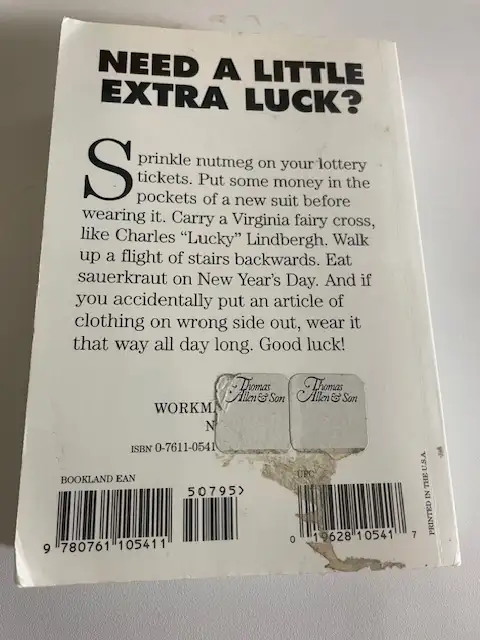 NEED A LITTLE
EXTRA LUCK?
Sprinkle nutmeg on your lottery
tickets. Put some money in the
pockets of a new suit before
wearing it. Carry a Virginia fairy cross,
like Charles "Lucky" Lindbergh. Walk
up a flight of stairs backwards. Eat
sauerkraut on New Year's Day. And if
you accidentally put an article of
clothing on wrong side out, wear it
that way all day long. Good luck!
Thomas Allen & Son
Thomas Allen & Son
ISBN 0-7611-0541
BOOKLAND EAN
UPC
50795>
9 780761 105411
0 19628 10541 7
PRINTED IN THE U.S.A.